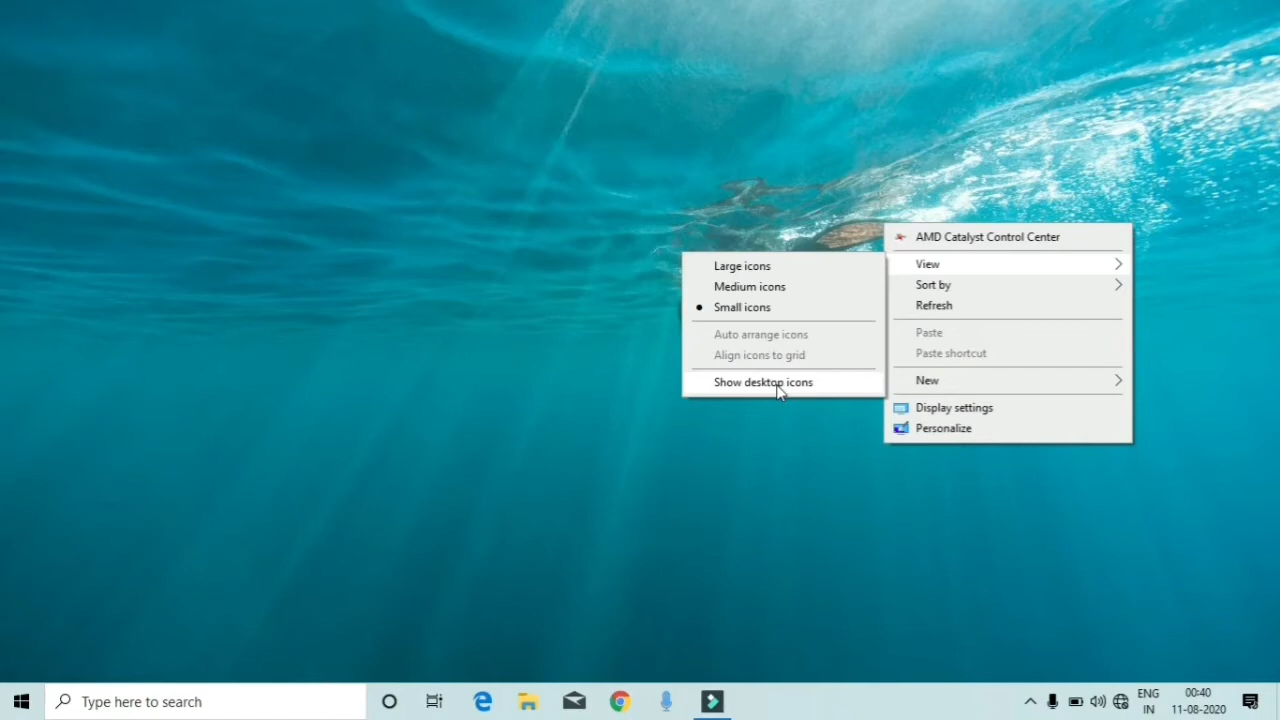 AMD Catalyst Control Center
View
Sort by
Refresh
Paste
Paste shortcut
New
Display settings
Personalize
Large icons
Medium icons
Small icons
Auto arrange icons
Align icons to grid
Show desktop icons
Type here to search
ENG
IN
00:40
11-08-2020